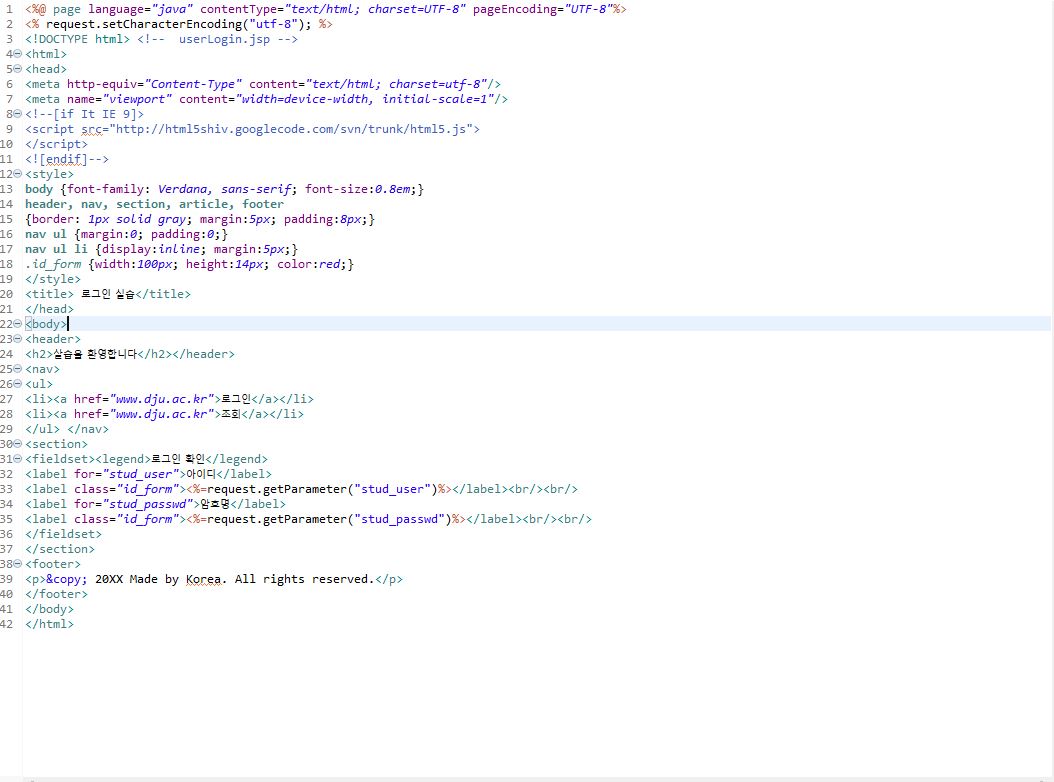 1 <%@ page language="java" contentType="text/html; charset=UTF-8" pageEncoding="UTF-8"%>
2 <% request.setCharacterEncoding("utf-8"); %>
3 <!DOCTYPE html> <!--  userLogin.jsp -->
4 <html>
5 <head>
6 <meta http-equiv="Content-Type" content="text/html; charset=utf-8"/>
7 <meta name="viewport" content="width=device-width, initial-scale=1"/>
8 <!--[if It IE 9]>
9 <script src="http://html5shiv.googlecode.com/svn/trunk/html5.js">
10 </script>
11 <![endif]-->
12 <style>
13 body {font-family: Verdana, sans-serif; font-size:0.8em;}
14 header, nav, section, article, footer
15 {border: 1px solid gray; margin:5px; padding:8px;}
16 nav ul {margin:0; padding:0;}
17 nav ul li {display:inline; margin:5px;}
18 .id_form {width:100px; height:14px; color:red;}
19 </style>
20 <title> 로그인 실습</title>
21 </head>
22 <body>
23 <header>
24 <h2>실습을 환영합니다</h2></header>
25 <nav>
26 <ul>
27 <li><a href="www.dju.ac.kr">로그인</a></li>
28 <li><a href="www.dju.ac.kr">조회</a></li>
29 </ul> </nav>
30 <section>
31 <fieldset><legend>로그인 확인</legend>
32 <label for="stud_user">아이디</label>
33 <label class="id_form"><%=request.getParameter("stud_user")%></label><br/><br/>
34 <label for="stud_passwd">암호명</label>
35 <label class="id_form"><%=request.getParameter("stud_passwd")%></label><br/><br/>
36 </fieldset>
37 </section>
38 <footer>
39 <p>&copy; 20XX Made by Korea. All rights reserved.</p>
40 </footer>
41 </body>
42 </html>